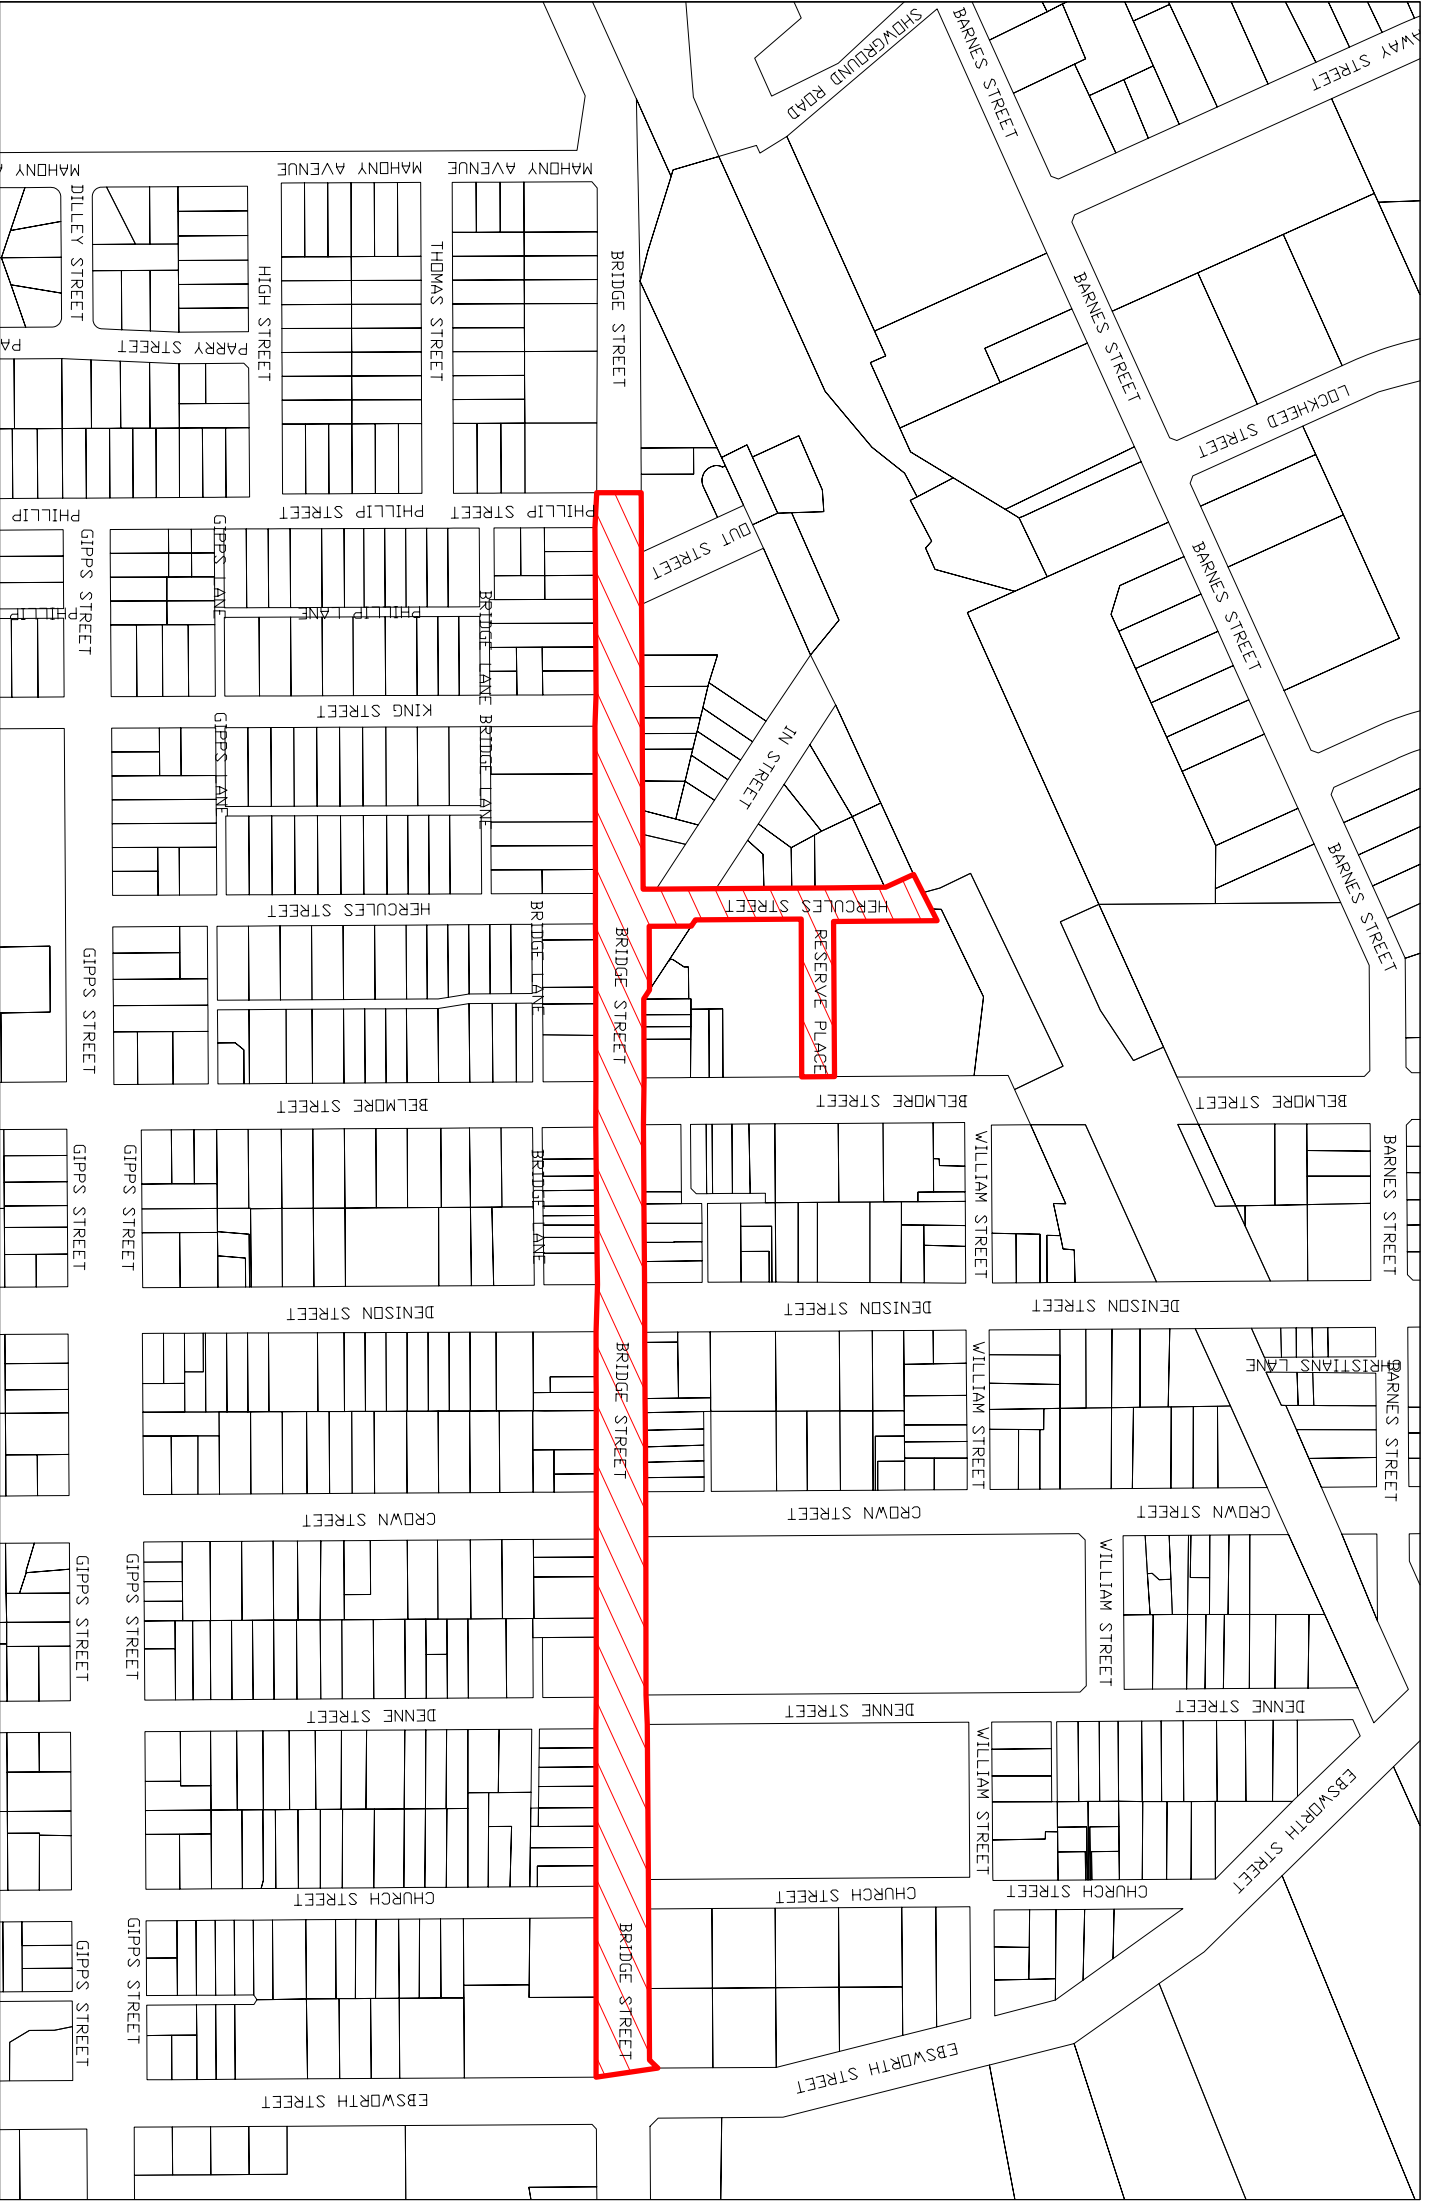 SHOWGROUND ROAD
BARNES STREET
AWAY STREET
MAHONY A
MAHONY AVENUE
MAHONY AVENUE
DILLEY STREET
HIGH STREET
THOMAS STREET
BRIDGE STREET
BARNES STREET
PA
PARRY STREET
LOCKHEED STREET
PHILLIP
PHILLIP STREET
PHILLIP STREET
GIPPS STREET
GIPPS LANE
OUT STREET
BARNES STREET
PHILLIP
PHILLIP LANE
BRIDGE LANE
KING STREET
GIPPS LANE
BRIDGE LANE
IN STREET
BARNES STREET
HERCULES STREET
HERCULES STREET
BRIDGE LANE
BRIDGE STREET
RESERVE PLACE
GIPPS STREET
BELMORE STREET
BELMORE STREET
BELMORE STREET
GIPPS STREET
GIPPS STREET
BRIDGE LANE
WILLIAM STREET
BARNES STREET
DENISON STREET
DENISON STREET
DENISON STREET
BRIDGE STREET
WILLIAM STREET
CHRISTIANS LANE
BARNES STREET
CROWN STREET
CROWN STREET
CROWN STREET
GIPPS STREET
GIPPS STREET
WILLIAM STREET
DENNE STREET
DENNE STREET
DENNE STREET
WILLIAM STREET
EBSWORTH STREET
CHURCH STREET
CHURCH STREET
CHURCH STREET
GIPPS STREET
GIPPS STREET
BRIDGE STREET
EBSWORTH STREET
EBSWORTH STREET